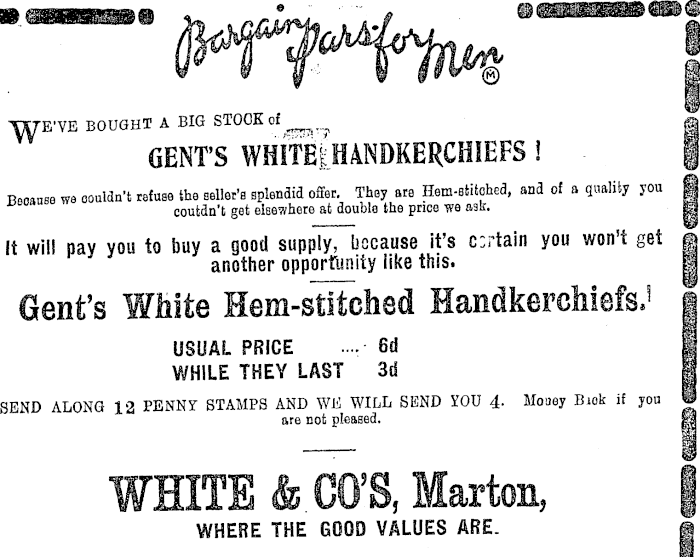 Bargain Pars for Men
M
WE'VE BOUGHT A BIG STOCK of
GENT'S WHITE HANDKERCHIEFS !
Because we couldn't refuse the seller's splendid offer. They are Hem-stitched, and of a quality you
coutdn't get elsewhere at double the price we ask.
It will pay you to buy a good supply, because it's certain you won't get
another opportunity like this.
Gent's White Hem-stitched Handkerchiefs.!
USUAL PRICE .... 6d
WHILE THEY LAST 3d
SEND ALONG 12 PENNY STAMPS AND WE WILL SEND YOU 4. Money Back if you
are not pleased.
WHITE & CO'S, Marton,
WHERE THE GOOD VALUES ARE.